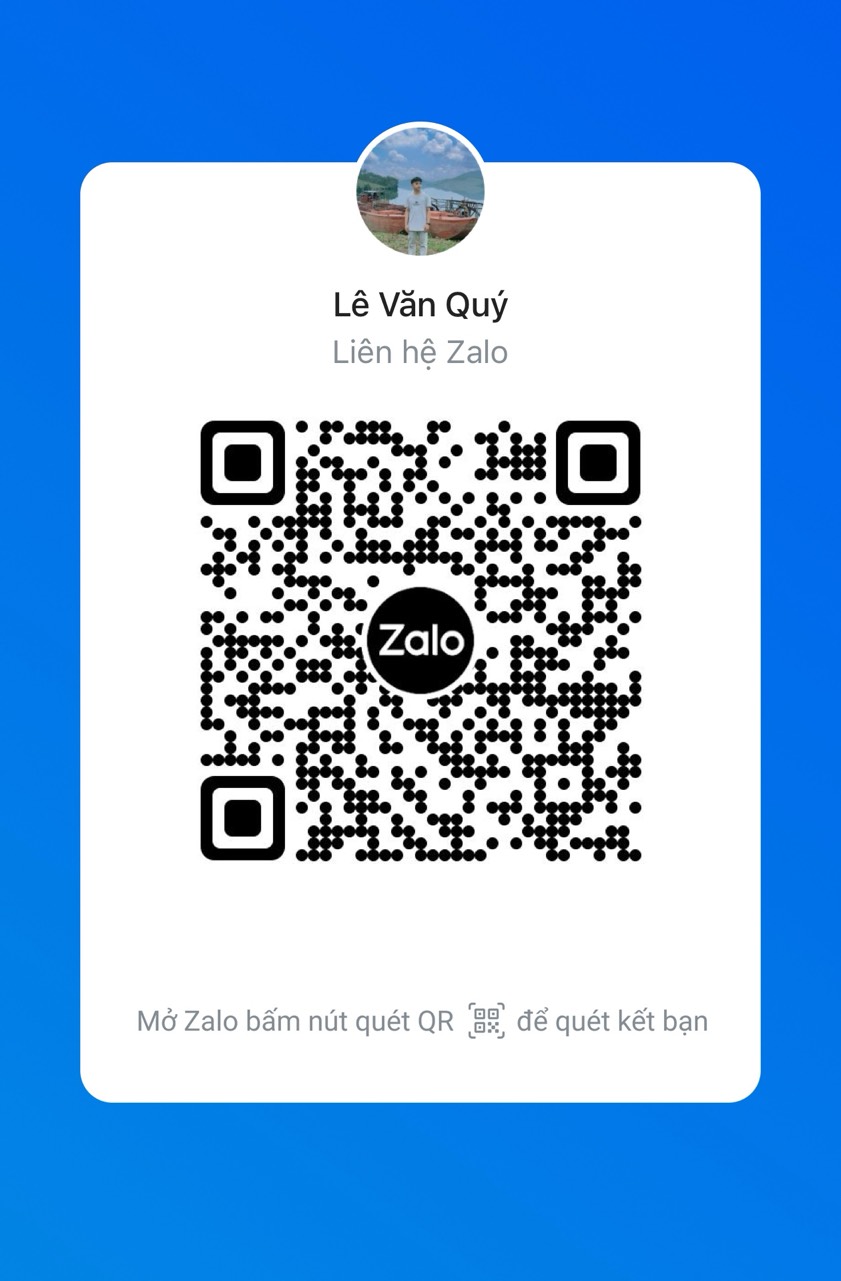 Lê Văn Quý
Liên hệ Zalo
Zalo
Mở Zalo bấm nút quét QR để quét kết bạn